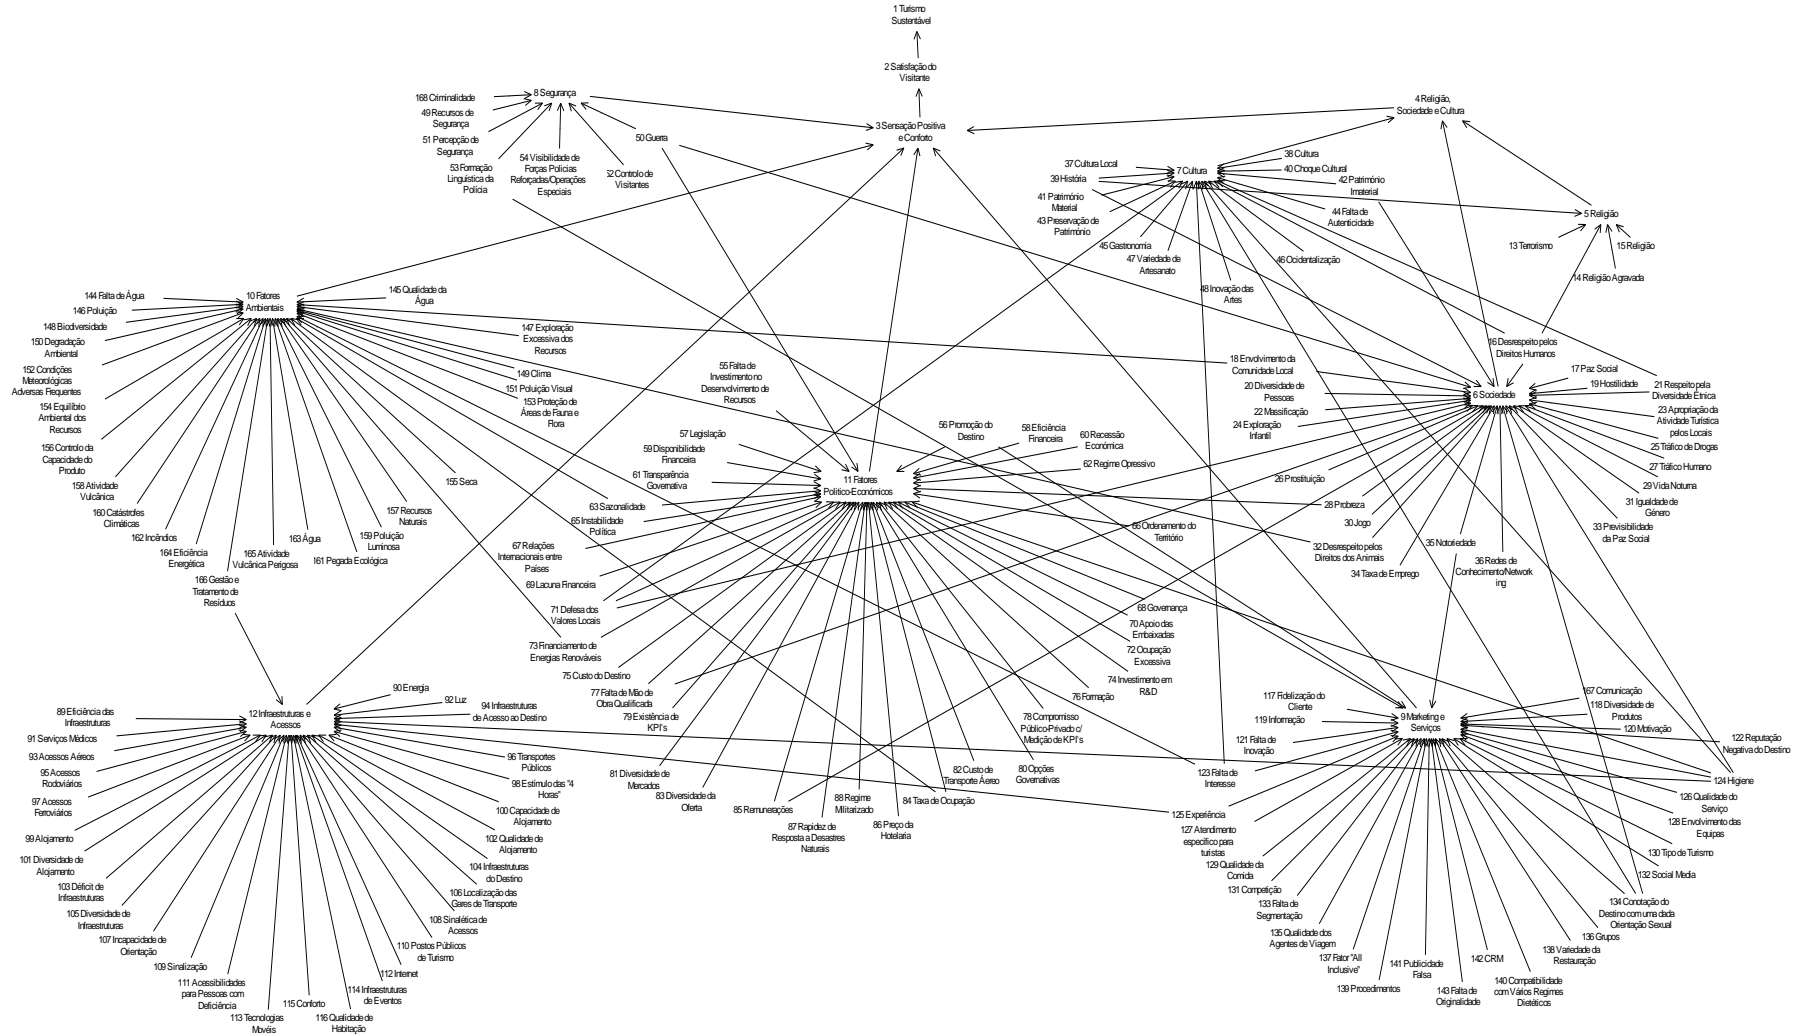 1 Turismo
Sustentável
2 Satisfação do
Visitante
3 Sensação Positiva
e Conforto
4 Religião,
Sociedade e Cultura
8 Segurança
168 Criminalidade
49 Recursos de
Segurança
51 Percepção de
Segurança
53 Formação
Linguística da
Polícia
54 Visibilidade de
Forças Policias
Reforçadas/Operações
Especiais
52 Controlo de
Visitantes
50 Guerra
7 Cultura
37 Cultura Local
39 História
41 Património
Material
43 Preservação de
Património
45 Gastronomia
47 Variedade de
Artesanato
48 Inovação das
Artes
46 Ocidentalização
44 Falta de
Autenticidade
42 Património
Imaterial
40 Choque Cultural
38 Cultura
5 Religião
13 Terrorismo
15 Religião
14 Religião Agravada
16 Desrespeito pelos
Direitos Humanos
6 Sociedade
17 Paz Social
19 Hostilidade
21 Respeito pela
Diversidade Étnica
23 Apropriação da
Atividade Turística
pelos Locais
25 Tráfico de Drogas
27 Tráfico Humano
29 Vida Noturna
31 Igualdade de
Género
33 Previsibilidade
da Paz Social
18 Envolvimento da
Comunidade Local
20 Diversidade de
Pessoas
22 Massificação
24 Exploração
Infantil
26 Prostituição
28 Probreza
30 Jogo
32 Desrespeito pelos
Direitos dos Animais
34 Taxa de Emprego
35 Notoriedade
36 Redes de
Conhecimento/Network
ing
10 Fatores
Ambientais
144 Falta de Água
146 Poluição
148 Biodiversidade
150 Degradação
Ambiental
152 Condições
Meteorológicas
Adversas Frequentes
154 Equilíbrio
Ambiental dos
Recursos
156 Controlo da
Capacidade do
Produto
158 Atividade
Vulcânica
160 Catástrofes
Climáticas
162 Incêndios
164 Eficiência
Energética
166 Gestão e
Tratamento de
Resíduos
165 Atividade
Vulcânica Perigosa
163 Água
161 Pegada Ecológica
159 Poluição
Luminosa
157 Recursos
Naturais
155 Seca
145 Qualidade da
Água
147 Exploração
Excessiva dos
Recursos
149 Clima
151 Poluição Visual
153 Proteção de
Áreas de Fauna e
Flora
11 Fatores
Político-Económicos
55 Falta de
Investimento no
Desenvolvimento de
Recursos
57 Legislação
59 Disponibilidade
Financeira
61 Transparência
Governativa
63 Sazonalidade
65 Instabilidade
Política
67 Relações
Internacionais entre
Países
69 Lacuna Financeira
71 Defesa dos
Valores Locais
73 Financiamento de
Energias Renováveis
75 Custo do Destino
77 Falta de Mão de
Obra Qualificada
79 Existência de
KPI's
81 Diversidade de
Mercados
83 Diversidade da
Oferta
85 Remunerações
87 Rapidez de
Resposta a Desastres
Naturais
88 Regime
Militarizado
86 Preço da
Hotelaria
84 Taxa de Ocupação
82 Custo de
Transporte Aéreo
80 Opções
Governativas
78 Compromisso
Público-Privado c/
Medição de KPI's
76 Formação
74 Investimento em
R&D
72 Ocupação
Excessiva
70 Apoio das
Embaixadas
68 Governança
66 Ordenamento do
Território
62 Regime Opressivo
60 Recessão
Económica
58 Eficiência
Financeira
56 Promoção do
Destino
12 Infraestruturas e
Acessos
89 Eficiência das
Infraestruturas
91 Serviços Médicos
93 Acessos Aéreos
95 Acessos
Rodoviários
97 Acessos
Ferroviários
99 Alojamento
101 Diversidade de
Alojamento
103 Déficit de
Infraestruturas
105 Diversidade de
Infraestruturas
107 Incapacidade de
Orientação
109 Sinalização
111 Acessibilidades
para Pessoas com
Deficiência
113 Tecnologias
Movéis
115 Conforto
116 Qualidade de
Habitação
114 Infraestruturas
de Eventos
112 Internet
110 Postos Públicos
de Turismo
108 Sinalética de
Acessos
106 Localização das
Gares de Transporte
104 Infraestruturas
do Destino
102 Qualidade de
Alojamento
100 Capacidade de
Alojamento
98 Estímulo das "4
Horas"
96 Transportes
Públicos
94 Infraestruturas
de Acesso ao Destino
92 Luz
90 Energia
9 Marketing e
Serviços
117 Fidelização do
Cliente
119 Informação
121 Falta de
Inovação
123 Falta de
Interesse
125 Experiência
127 Atendimento
específico para
turistas
129 Qualidade da
Comida
131 Competição
133 Falta de
Segmentação
135 Qualidade dos
Agentes de Viagem
137 Fator "All
Inclusive"
139 Procedimentos
141 Publicidade
Falsa
143 Falta de
Originalidade
142 CRM
140 Compatibilidade
com Vários Regimes
Dietéticos
138 Variedade da
Restauração
136 Grupos
134 Conotação do
Destino com uma dada
Orientação Sexual
132 Social Media
130 Tipo de Turismo
128 Envolvimento das
Equipas
126 Qualidade do
Serviço
124 Higiene
122 Reputação
Negativa do Destino
120 Motivação
118 Diversidade de
Produtos
167 Comunicação